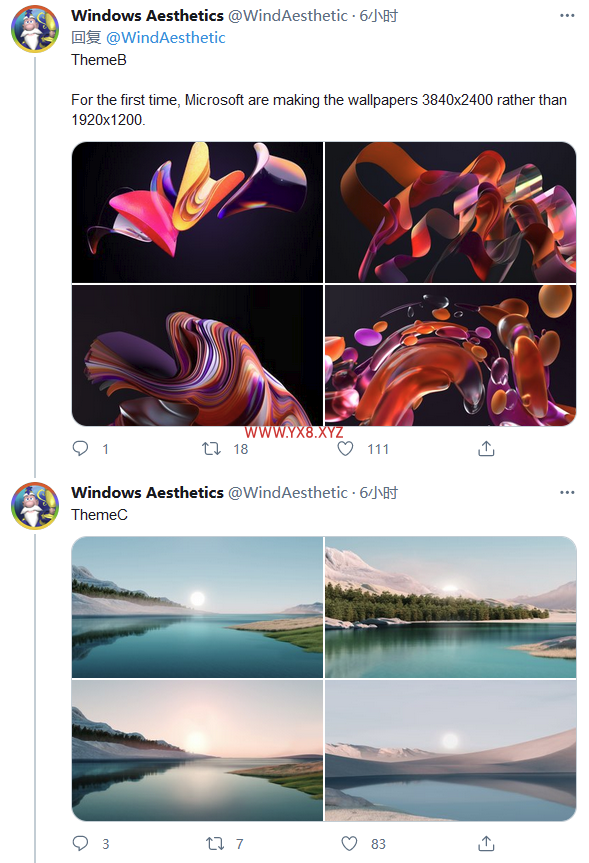 Windows Aesthetics @WindAesthetic · 6小时
回复 @WindAesthetic
ThemeB
For the first time, Microsoft are making the wallpapers 3840x2400 rather than
1920x1200.
WWW.YX8.XYZ
1 18 111
Windows Aesthetics @WindAesthetic · 6小时
ThemeC
3 7 83